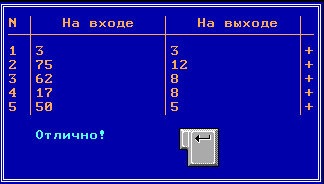 N На входе На выходе
1 3 3 +
2 75 12 +
3 62 8 +
4 17 8 +
5 50 5 +
Отлично!